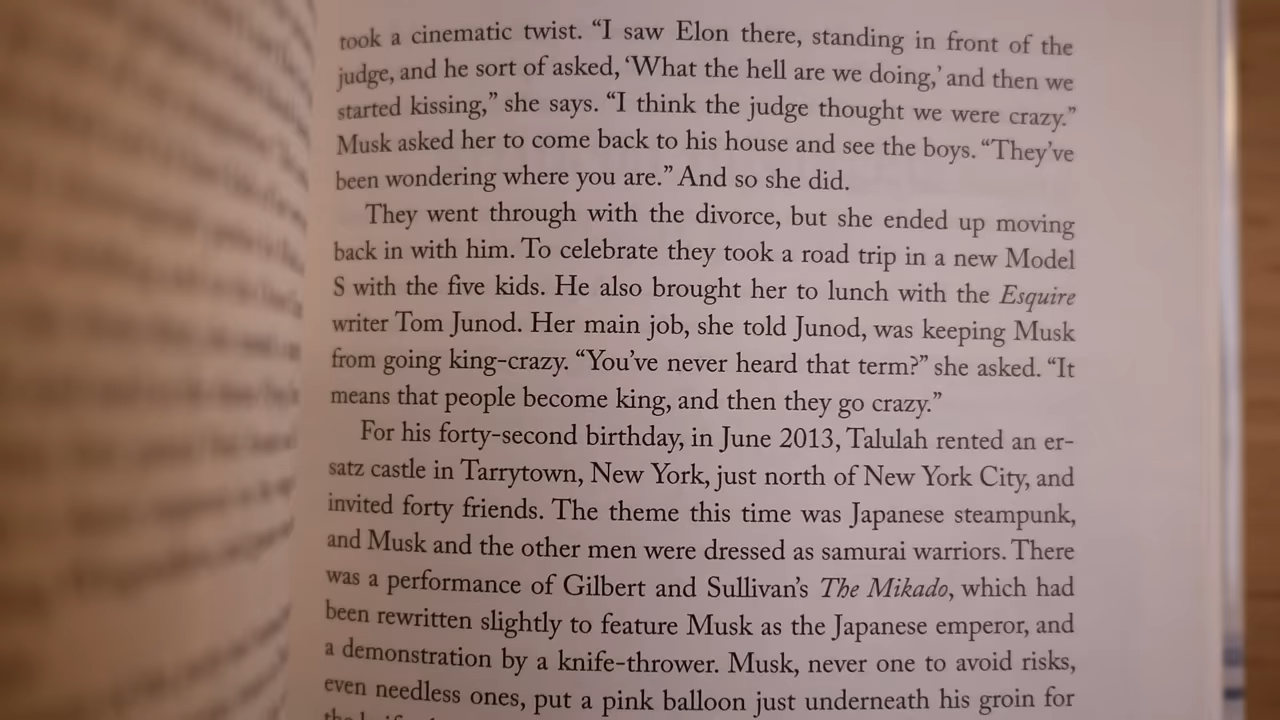 took a cinematic twist. “I saw Elon there, standing in front of the
judge, and he sort of asked, ‘What the hell are we doing,’ and then we
started kissing,” she says. “I think the judge thought we were crazy.”
Musk asked her to come back to his house and see the boys. “They’ve
been wondering where you are.” And so she did.
They went through with the divorce, but she ended up moving
back in with him. To celebrate they took a road trip in a new Model
S with the five kids. He also brought her to lunch with the Esquire
writer Tom Junod. Her main job, she told Junod, was keeping Musk
from going king-crazy. “You’ve never heard that term?” she asked. “It
means that people become king, and then they go crazy.”
For his forty-second birthday, in June 2013, Talulah rented an er-
satz castle in Tarrytown, New York, just north of New York City, and
invited forty friends. The theme this time was Japanese steampunk,
and Musk and the other men were dressed as samurai warriors. There
was a performance of Gilbert and Sullivan’s The Mikado, which had
been rewritten slightly to feature Musk as the Japanese emperor, and
a demonstration by a knife-thrower. Musk, never one to avoid risks,
even needless ones, put a pink balloon just underneath his groin for